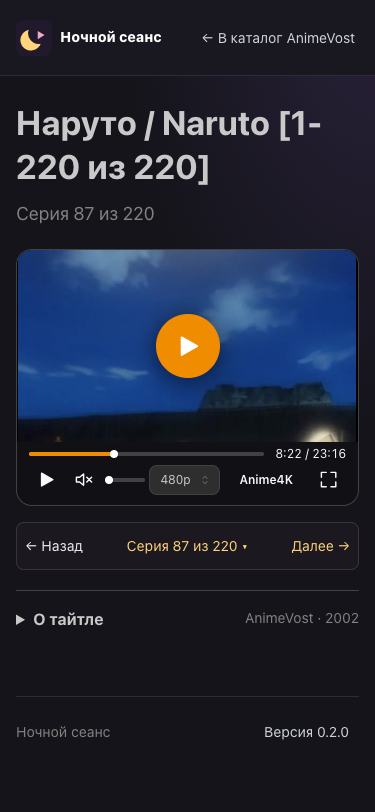 Ночной сеанс
← В каталог AnimeVost
Наруто / Naruto [1-
220 из 220]
Серия 87 из 220
8:22 / 23:16
480p
Anime4K
← Назад
Серия 87 из 220 ▾
Далее →
▶ О тайтле
AnimeVost · 2002
Ночной сеанс
Версия 0.2.0